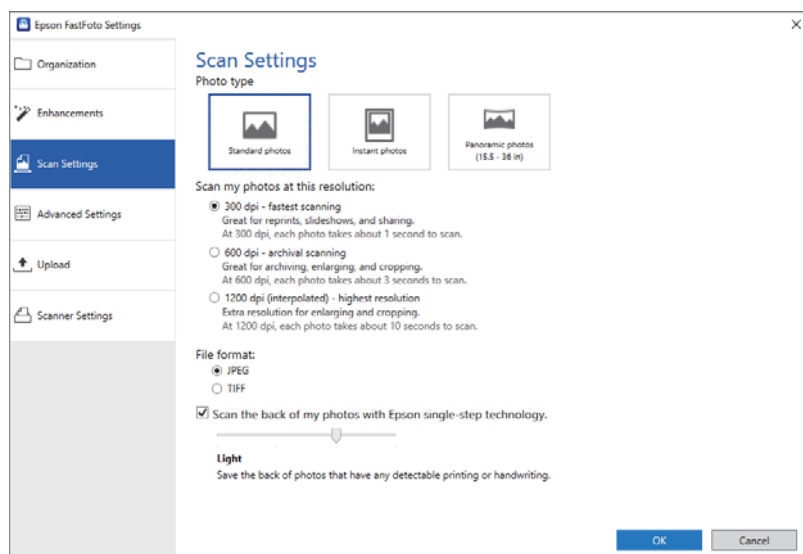 Epson FastFoto Settings
Organization
Enhancements
Scan Settings
Advanced Settings
Upload
Scanner Settings
Scan Settings
Photo type
Standard photos
Instant photos
Panoramic photos
(15.5 - 36 in)
Scan my photos at this resolution:
300 dpi - fastest scanning
Great for reprints, slideshows, and sharing.
At 300 dpi, each photo takes about 1 second to scan.
600 dpi - archival scanning
Great for archiving, enlarging, and cropping.
At 600 dpi, each photo takes about 3 seconds to scan.
1200 dpi (interpolated) - highest resolution
Extra resolution for enlarging and cropping.
At 1200 dpi, each photo takes about 10 seconds to scan.
File format:
JPEG
TIFF
Scan the back of my photos with Epson single-step technology.
Light
Save the back of photos that have any detectable printing or handwriting.
OK
Cancel